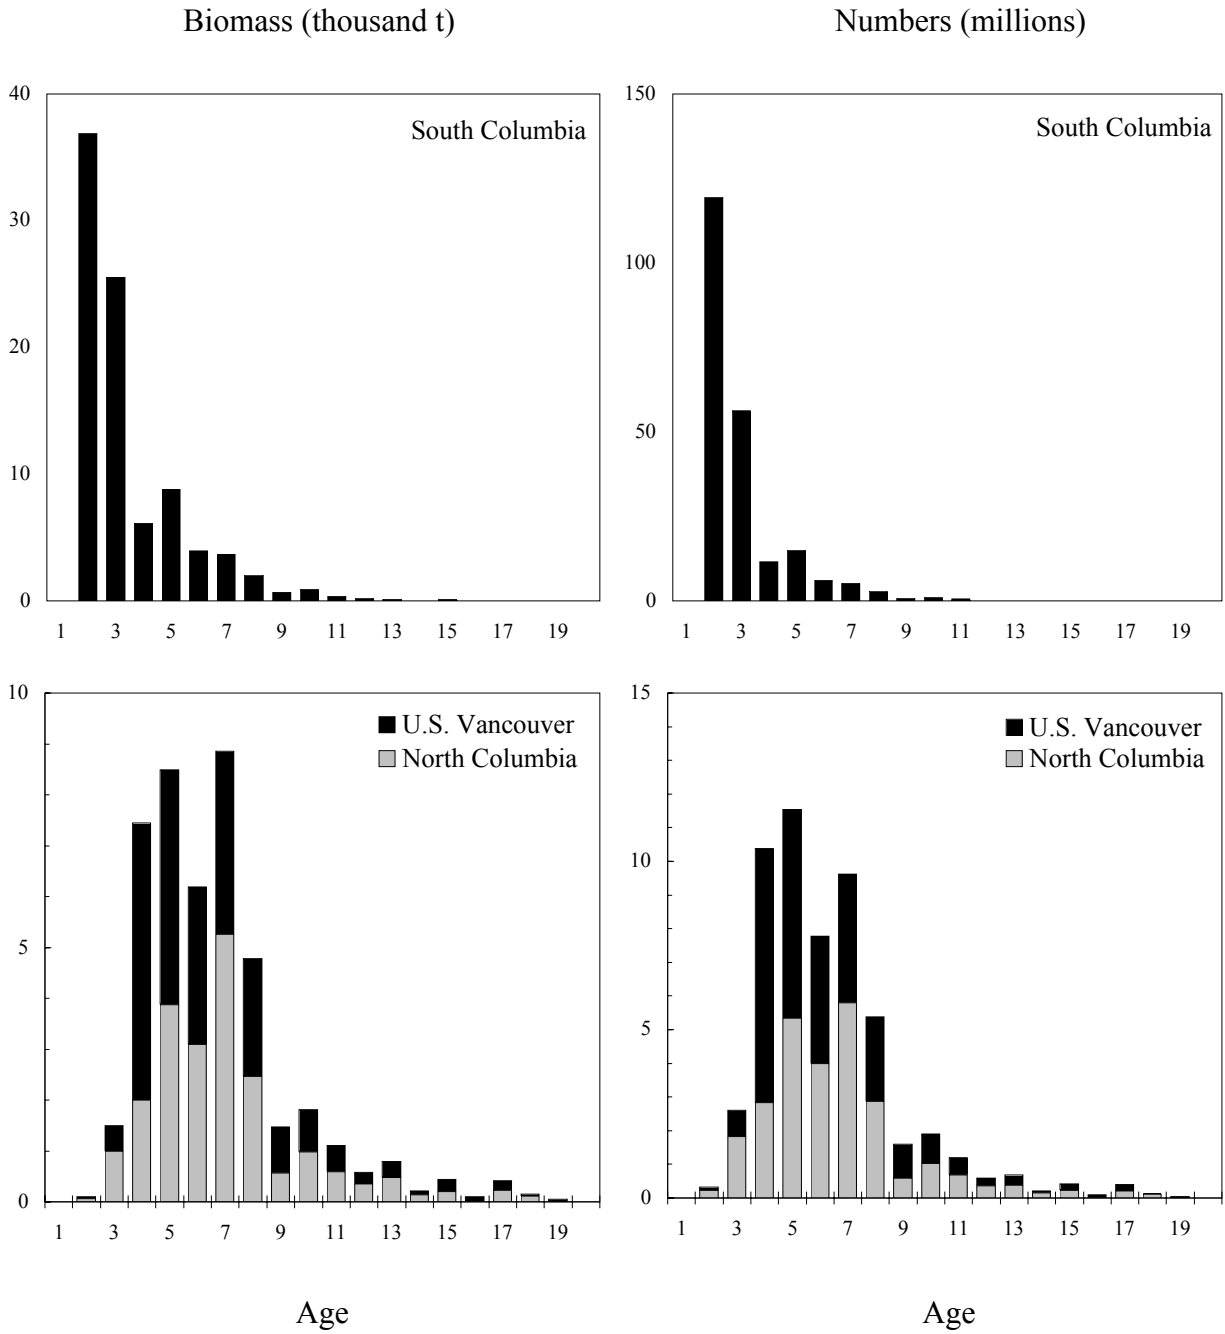 Biomass (thousand t)
Numbers (millions)
40
30
20
10
0
South Columbia
1 3 5 7 9 11 13 15 17 19
150
100
50
0
South Columbia
1 3 5 7 9 11 13 15 17 19
10
5
0
U.S. Vancouver
North Columbia
1 3 5 7 9 11 13 15 17 19
15
10
5
0
U.S. Vancouver
North Columbia
1 3 5 7 9 11 13 15 17 19
Age
Age